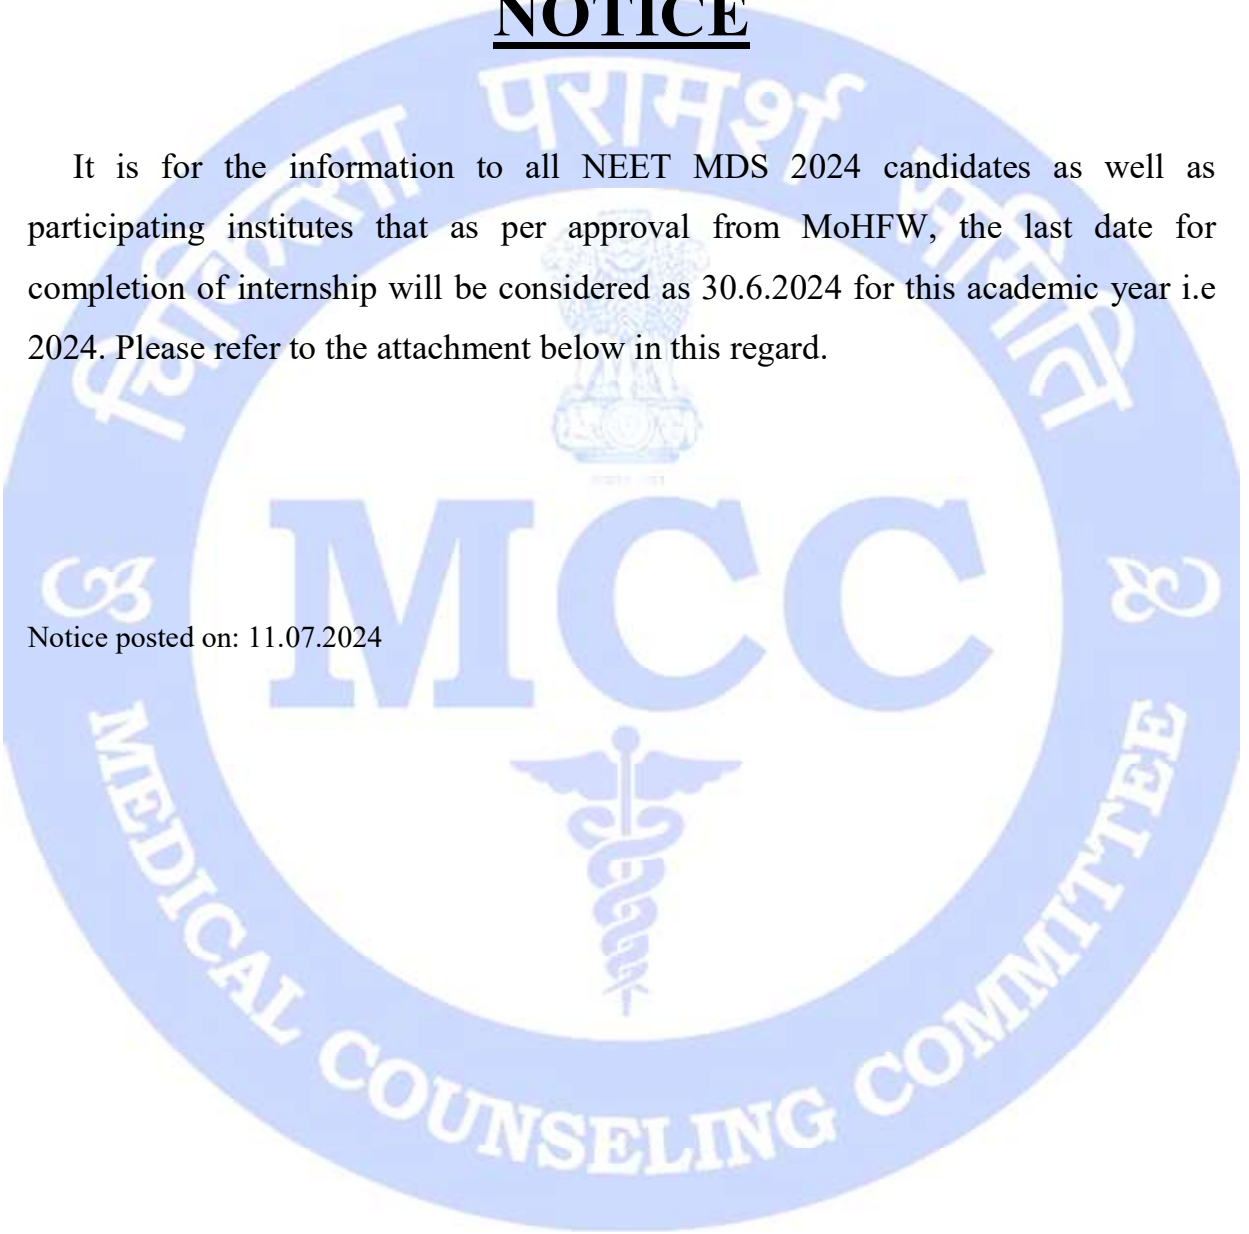 NOTICE
चिकित्सा परामर्श समिति
It is for the information to all NEET MDS 2024 candidates as well as
participating institutes that as per approval from MoHFW, the last date for
completion of internship will be considered as 30.6.2024 for this academic year i.e
2024. Please refer to the attachment below in this regard.
MCC
Notice posted on: 11.07.2024
MEDICAL COUNSELING COMMITTEE